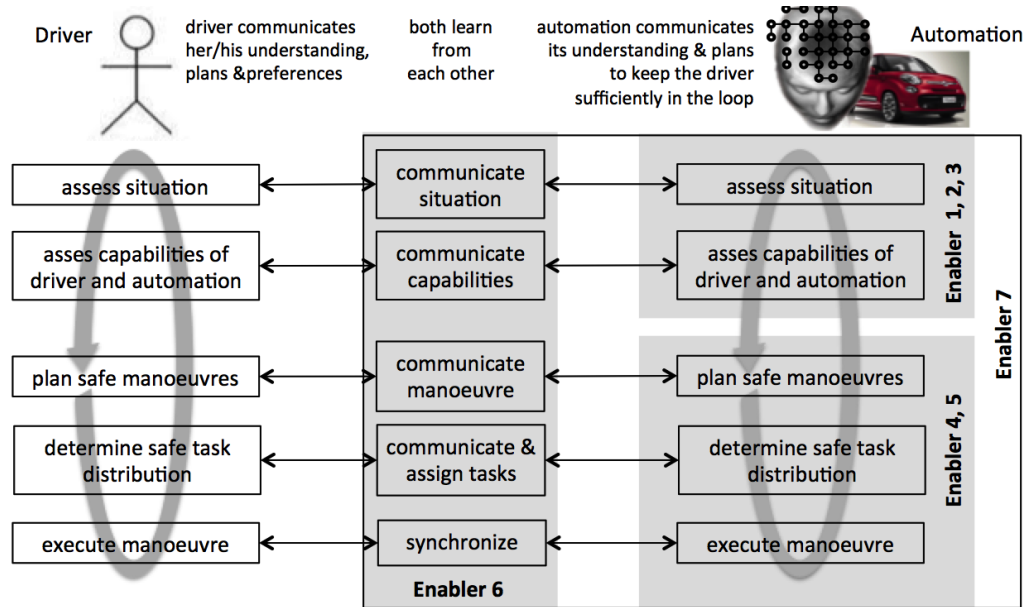 Driver
driver communicates
her/his understanding,
plans &preferences
both learn
from
each other
automation communicates
its understanding & plans
to keep the driver
sufficiently in the loop
Automation
assess situation
communicate
situation
assess situation
asses capabilities of
driver and automation
communicate
capabilities
asses capabilities of
driver and automation
Enabler 1, 2, 3
plan safe manoeuvres
communicate
manoeuvre
plan safe manoeuvres
determine safe task
distribution
communicate &
assign tasks
determine safe task
distribution
Enabler 4, 5
execute manoeuvre
synchronize
execute manoeuvre
Enabler 6
Enabler 7